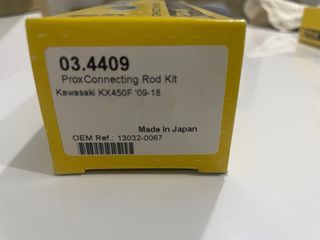 03.4409
ProxConnecting Rod Kit
Kawasaki KX450F '09-18
Made in Japan
OEM Ref.: 13032-0067